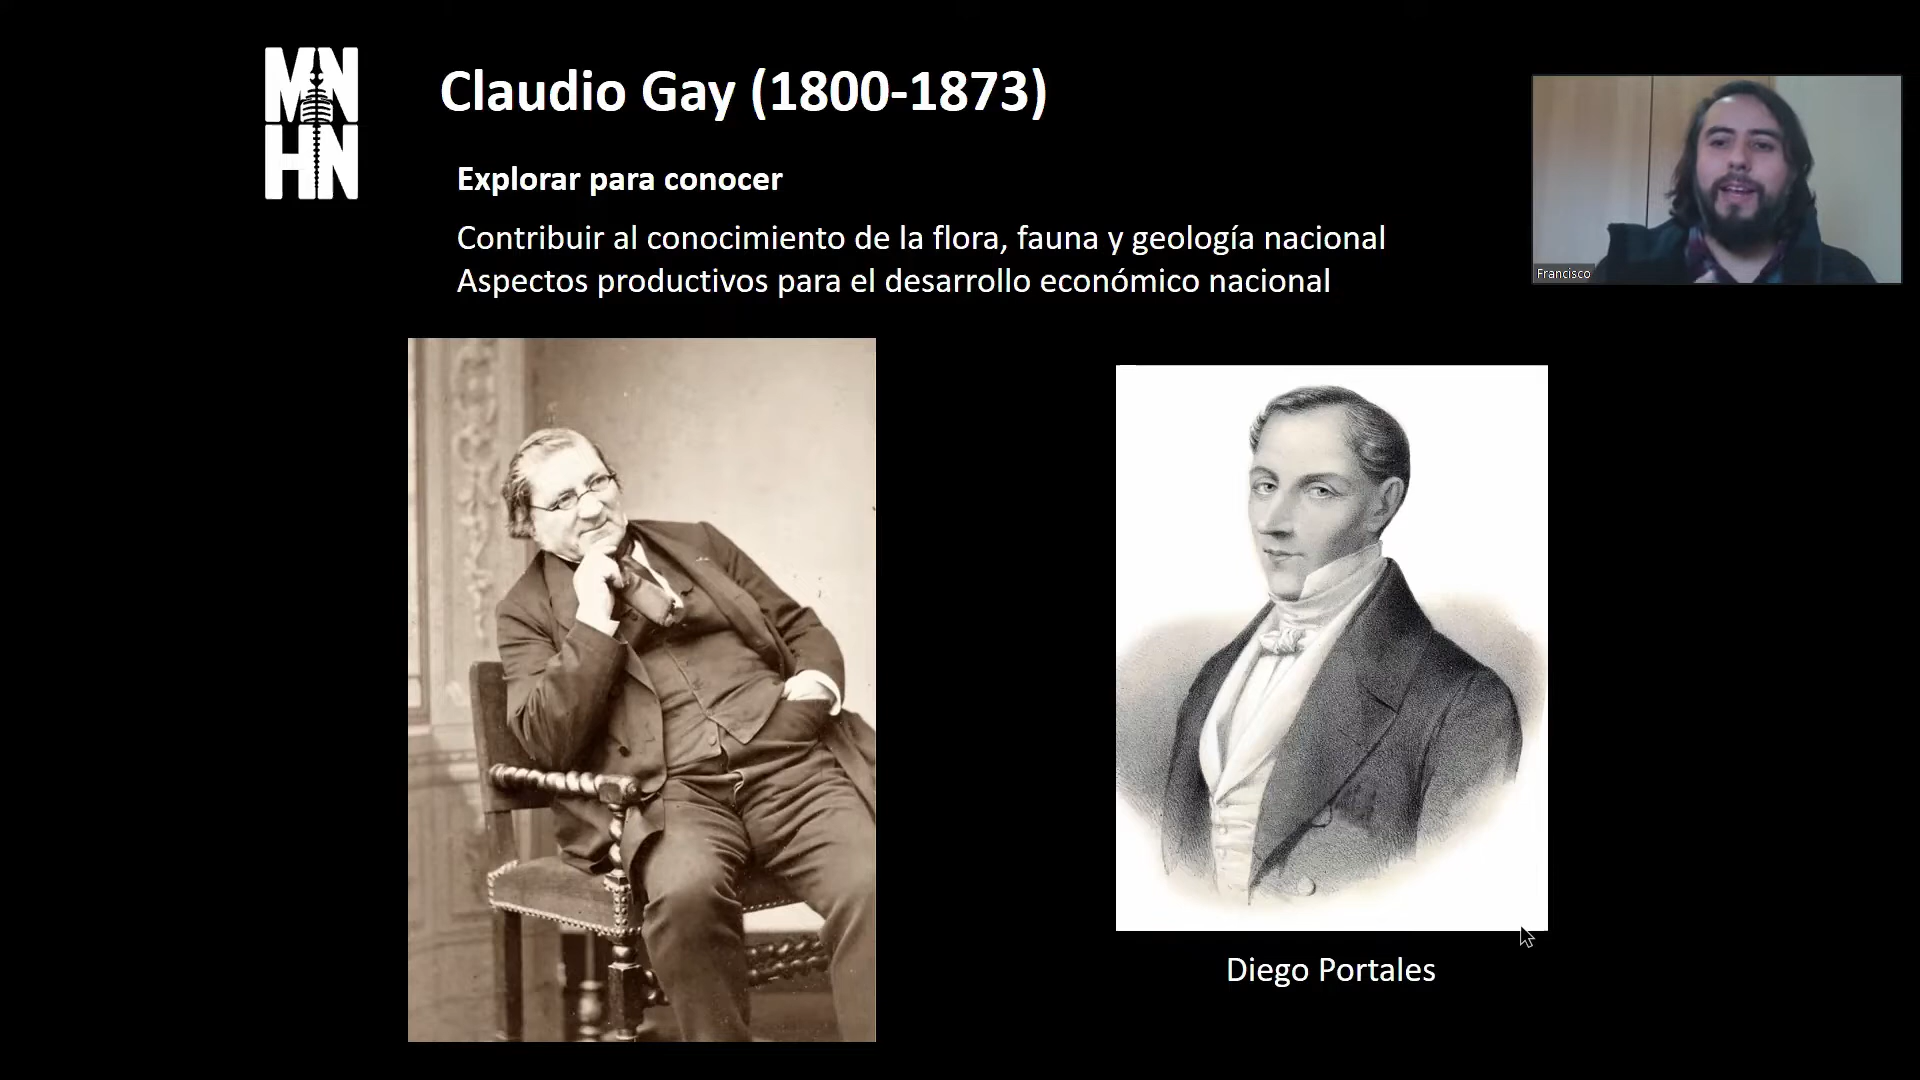 MN
HN
Claudio Gay (1800-1873)
Explorar para conocer
Contribuir al conocimiento de la flora, fauna y geología nacional
Aspectos productivos para el desarrollo económico nacional
Francisco
Diego Portales